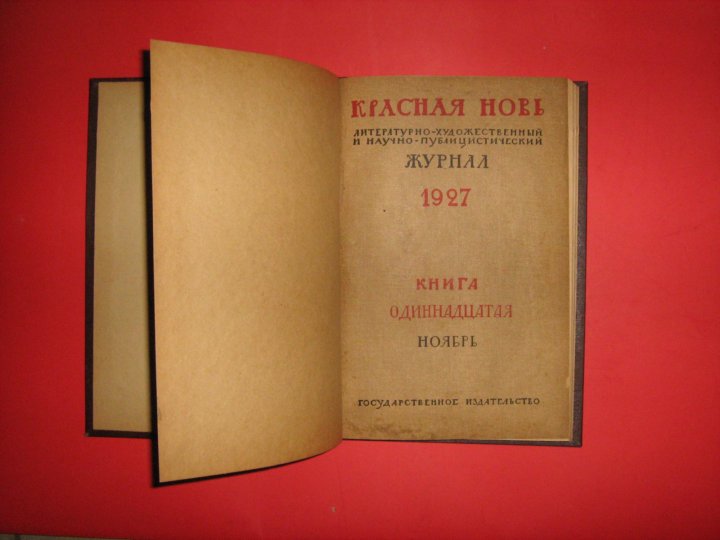 КРАСНАЯ НОВЬ
ЛИТЕРАТУРНО-ХУДОЖЕСТВЕННЫЙ
И НАУЧНО-ПУБЛИЦИСТИЧЕСКИЙ
ЖУРНАЛ
1927
КНИГА
ОДИННАДЦАТАЯ
НОЯБРЬ
ГОСУДАРСТВЕННОЕ ИЗДАТЕЛЬСТВО